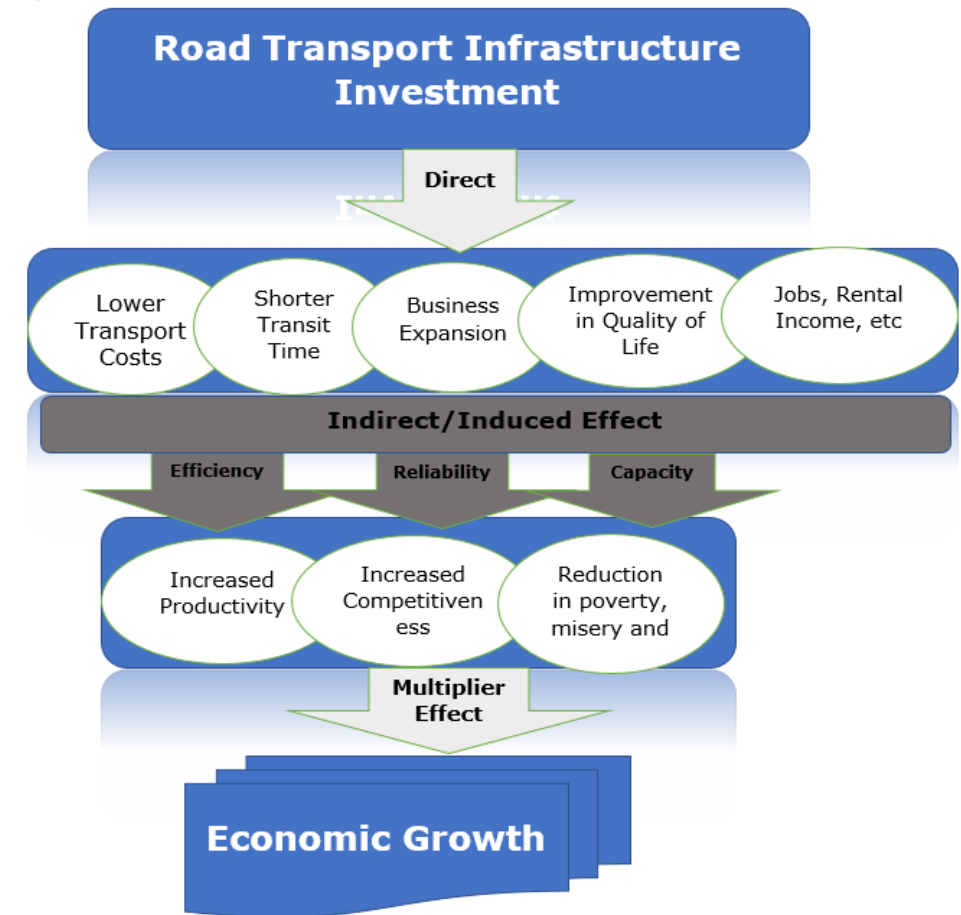 Road Transport Infrastructure
Investment
Direct
Lower
Transport
Costs
Shorter
Transit
Time
Business
Expansion
Improvement
in Quality of
Life
Jobs, Rental
Income, etc
Indirect/Induced Effect
Efficiency
Reliability
Capacity
Increased
Productivity
Increased
Competitiven
ess
Reduction
in poverty,
misery and
Multiplier
Effect
Economic Growth